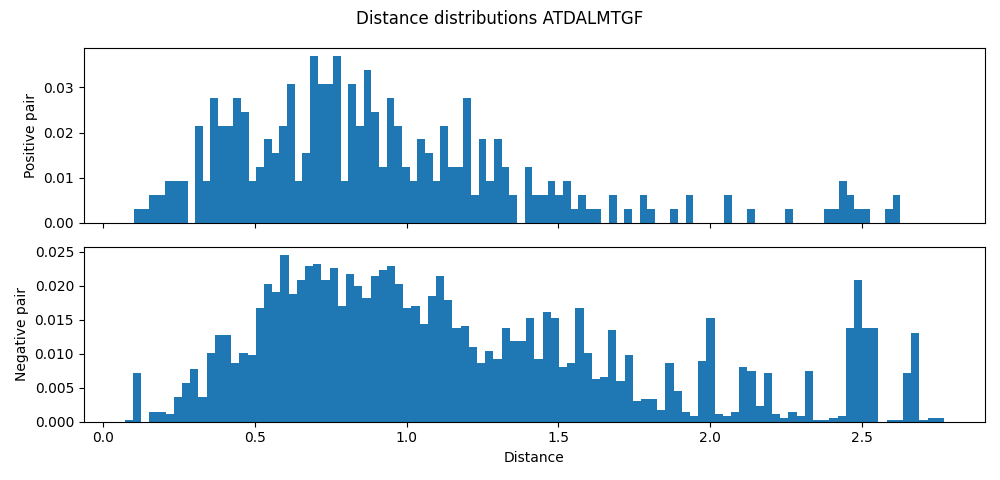 Distance distributions ATDALMTGF
Positive pair
0.03
0.02
0.01
0.00
Negative pair
0.025
0.020
0.015
0.010
0.005
0.000
0.0 0.5 1.0 1.5 2.0 2.5
Distance